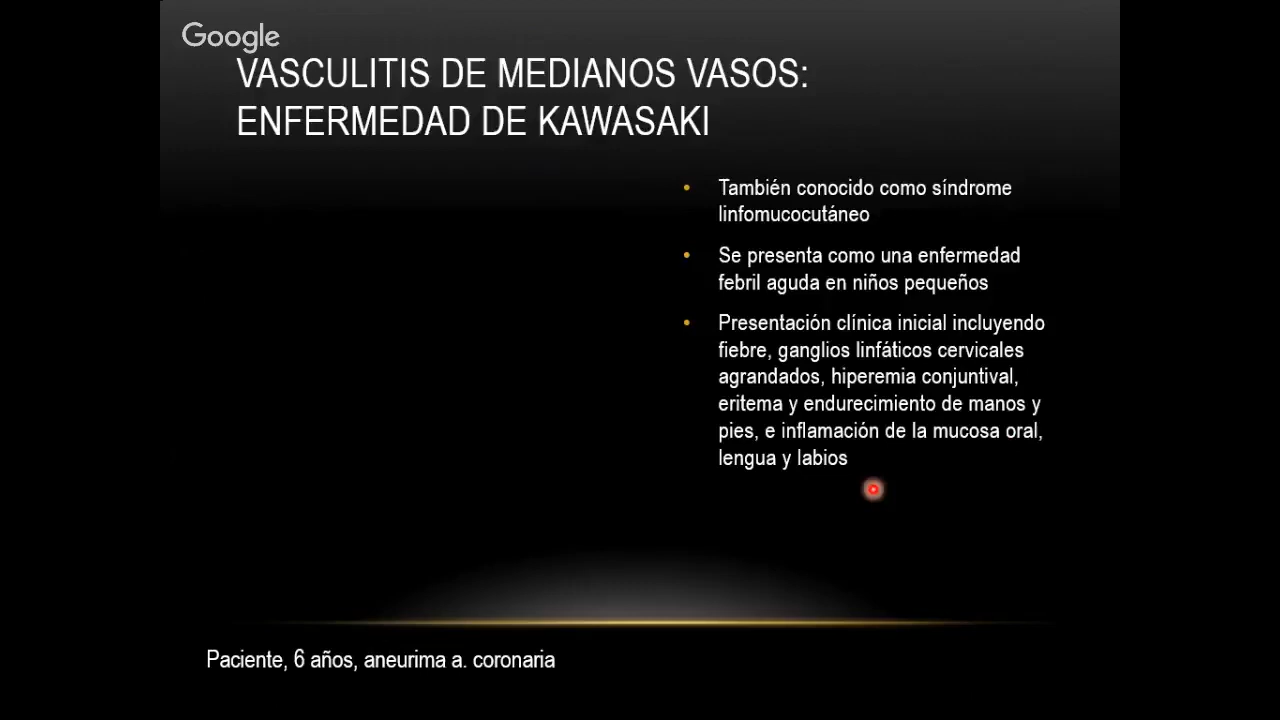 Google
VASCULITIS DE MEDIANOS VASOS:
ENFERMEDAD DE KAWASAKI
• También conocido como síndrome
linfomucocutáneo
• Se presenta como una enfermedad
febril aguda en niños pequeños
• Presentación clínica inicial incluyendo
fiebre, ganglios linfáticos cervicales
agrandados, hiperemia conjuntival,
eritema y endurecimiento de manos y
pies, e inflamación de la mucosa oral,
lengua y labios
Paciente, 6 años, aneurima a. coronaria